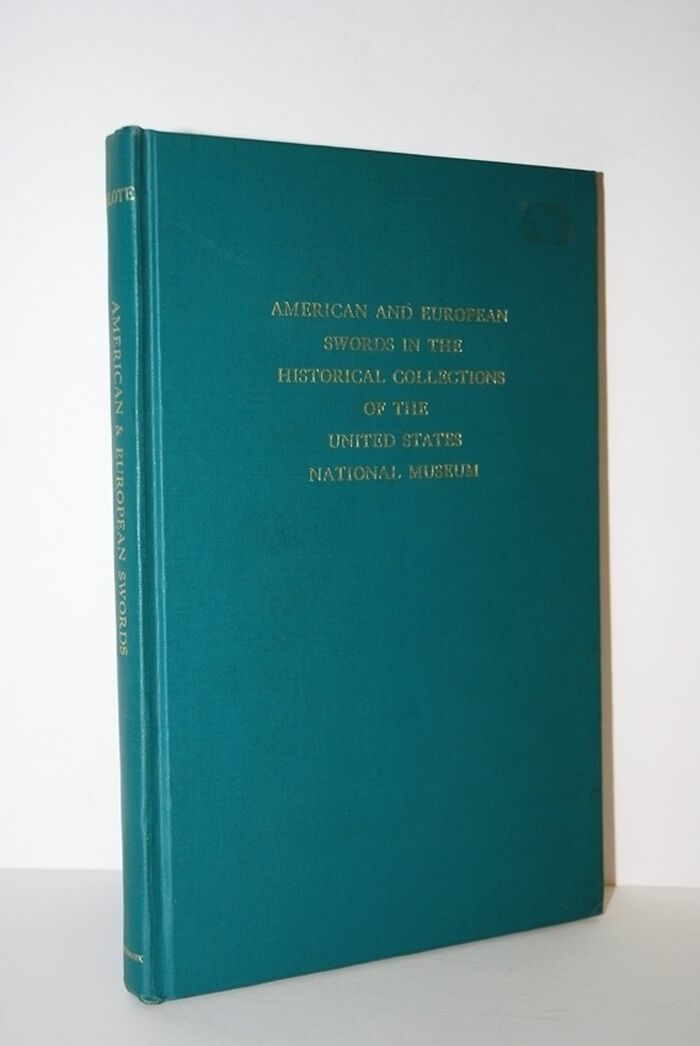 AMERICAN AND EUROPEAN
SWORDS IN THE
HISTORICAL COLLECTIONS
OF THE
UNITED STATES
NATIONAL MUSEUM
AMERICAN & EUROPEAN SWORDS